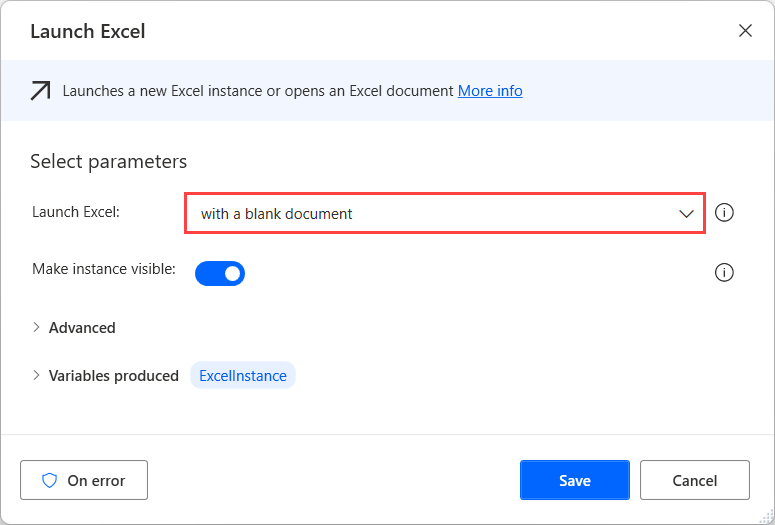 Launch Excel
Launches a new Excel instance or opens an Excel document More info
Select parameters
Launch Excel: with a blank document
Make instance visible:
Advanced
Variables produced ExcelInstance
On error Save Cancel